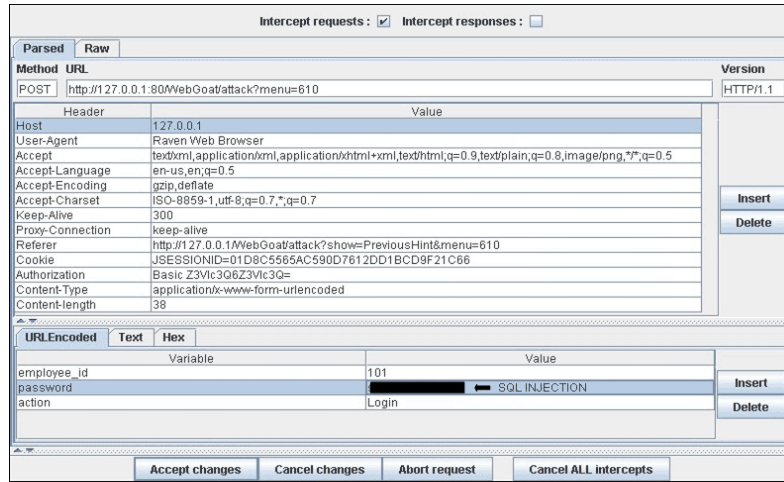 Intercept requests : Intercept responses :
Parsed Raw
Method URL Version
POST http://127.0.0.1:80/WebGoat/attack?menu=610 HTTP/1.1
Header Value
Host 127.0.0.1
User-Agent Raven Web Browser
Accept text/xml,application/xml,application/xhtml+xml,text/html;q=0.9,text/plain;q=0.8,image/png,*/*;q=0.5
Accept-Language en-us,en;q=0.5
Accept-Encoding gzip,deflate
Accept-Charset ISO-8859-1,utf-8;q=0.7,*;q=0.7
Keep-Alive 300
Proxy-Connection keep-alive
Referer http://127.0.0.1/WebGoat/attack?show=PreviousHint&menu=610
Cookie JSESSIONID=01D8C5565AC590D7612DD1BCD9F21C66
Authorization Basic Z3Vlc3Q6Z3Vlc3Q=
Content-Type application/x-www-form-urlencoded
Content-length 38
Insert
Delete
URLEncoded Text Hex
Variable Value
employee_id 101
password SQL INJECTION
action Login
Insert
Delete
Accept changes Cancel changes Abort request Cancel ALL intercepts